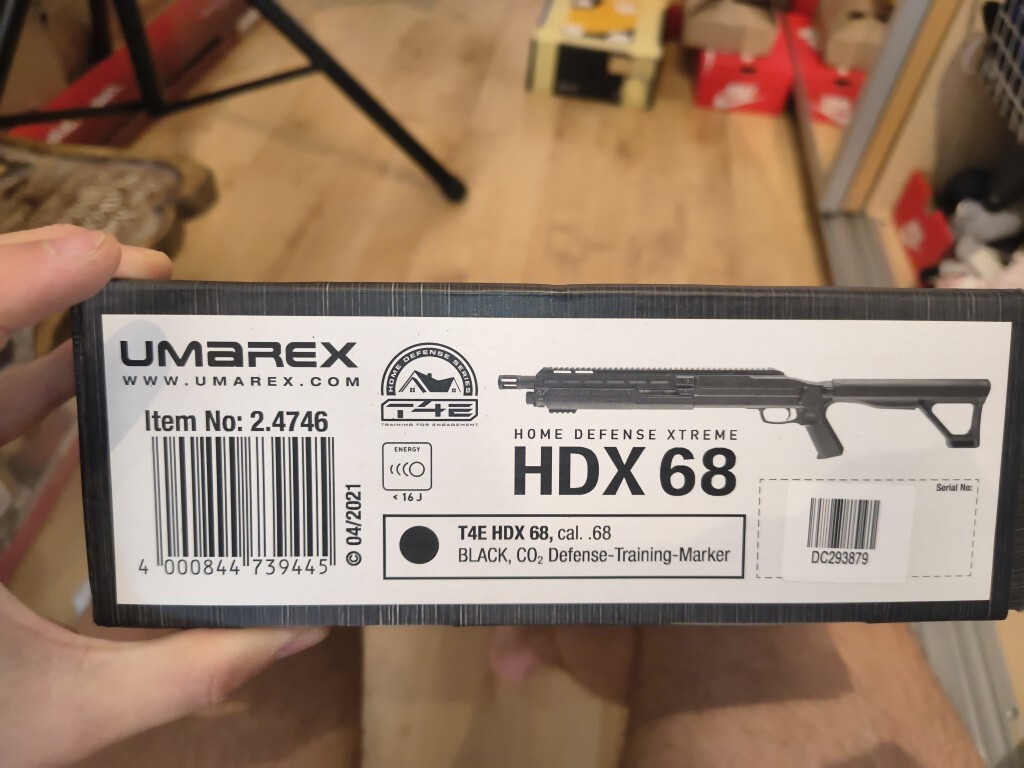 UMAREX
WWW.UMAREX.COM
Item No: 2.4746
4 000844 739445
© 04/2021
HOME DEFENSE SERIES
T4E
TRAINING FOR ENGAGEMENT
ENERGY
< 16 J
HOME DEFENSE XTREME
HDX 68
T4E HDX 68, cal. .68
BLACK, CO₂ Defense-Training-Marker
Serial No:
DC293879